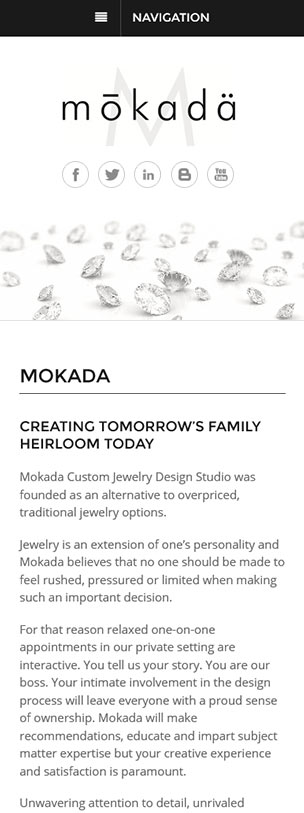 NAVIGATION
mōkadä
MOKADA
CREATING TOMORROW'S FAMILY
HEIRLOOM TODAY
Mokada Custom Jewelry Design Studio was
founded as an alternative to overpriced,
traditional jewelry options.
Jewelry is an extension of one's personality and
Mokada believes that no one should be made to
feel rushed, pressured or limited when making
such an important decision.
For that reason relaxed one-on-one
appointments in our private setting are
interactive. You tell us your story. You are our
boss. Your intimate involvement in the design
process will leave everyone with a proud sense
of ownership. Mokada will make
recommendations, educate and impart subject
matter expertise but your creative experience
and satisfaction is paramount.
Unwavering attention to detail, unrivaled